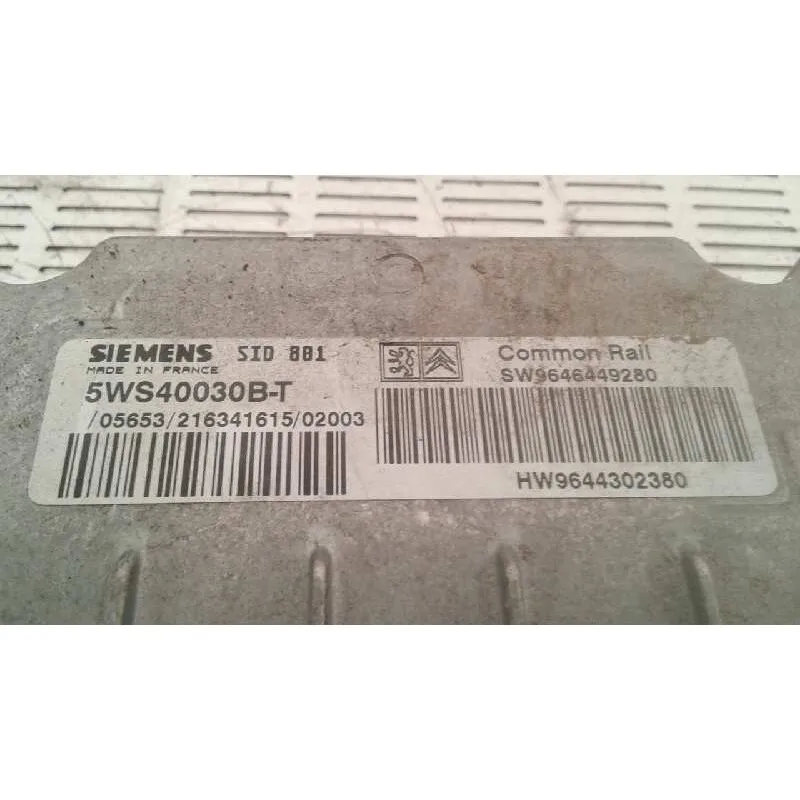 SIEMENS SID 801
MADE IN FRANCE
5WS40030B-T
/05653/216341615/02003
Common Rail
SW9646449280
HW9644302380